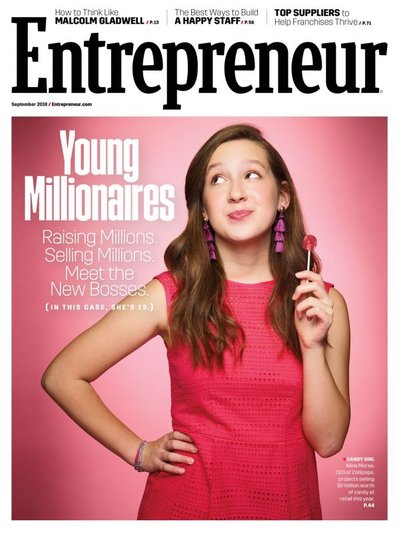 How to Think Like
MALCOLM GLADWELL / P.13
The Best Ways to Build
A HAPPY STAFF / P.58
TOP SUPPLIERS to
Help Franchises Thrive / P.71
Entrepreneur
September 2018 / Entrepreneur.com
Young
Millionaires
Raising Millions.
Selling Millions.
Meet the
New Bosses.
(IN THIS CASE, SHE'S 13.)
CANDY GIRL
Alina Morse,
CEO of Zollipops,
projects selling
$6 million worth
of candy at
retail this year.
P.44